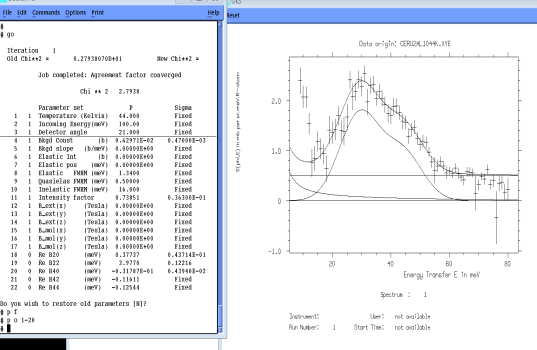 File Edit Commands Options Print Help
#
# go
Iteration 1
Old Chi**2 = 0.27938070D+01 New Chi**2 =
Job completed: Agreement factor converged
Chi ** 2 2.7938
Parameter set P Sigma
1 1 Temperature (Kelvin) 44.000 Fixed
2 1 Incoming Energy(meV) 100.00 Fixed
3 1 Detector angle 21.000 Fixed
4 1 Bkgd Const (b) 0.62971E-02 0.47000E-03
5 1 Bkgd slope (b/meV) 0.00000E+00 Fixed
6 1 Elastic Int (b) 0.00000E+00 Fixed
7 1 Elastic pos (meV) 0.00000E+00 Fixed
8 1 Elastic FWHM (meV) 1.3400 Fixed
9 1 Quasielas FWHM (meV) 0.50000 Fixed
10 1 Inelastic FWHM (meV) 16.000 Fixed
11 1 Intensity factor 0.73851 0.36300E-01
12 1 B_ext(x) (Tesla) 0.00000E+00 Fixed
13 1 B_ext(y) (Tesla) 0.00000E+00 Fixed
14 1 B_ext(z) (Tesla) 0.00000E+00 Fixed
15 1 B_mol(x) (Tesla) 0.00000E+00 Fixed
16 1 B_mol(y) (Tesla) 0.00000E+00 Fixed
17 1 B_mol(z) (Tesla) 0.00000E+00 Fixed
18 0 Re B20 (meV) 0.37737 0.43714E-01
19 0 Re B22 (meV) 3.9770 0.12216
20 0 Re B40 (meV) -0.31787E-01 0.43940E-02
21 0 Re B42 (meV) -0.11611 Fixed
22 0 Re B44 (meV) -0.12544 Fixed
Do you wish to restore old parameters [N]?
# p f
# p o 1-20
#
Reset
Data origin: CERU2AL1044K.XYE
2.0
1.0
0
-1.0
20 40 60 80
Energy Transfer E in meV
Spectrum : 1
Instrument: User: not available
Run Number: 1 Start Time: not available